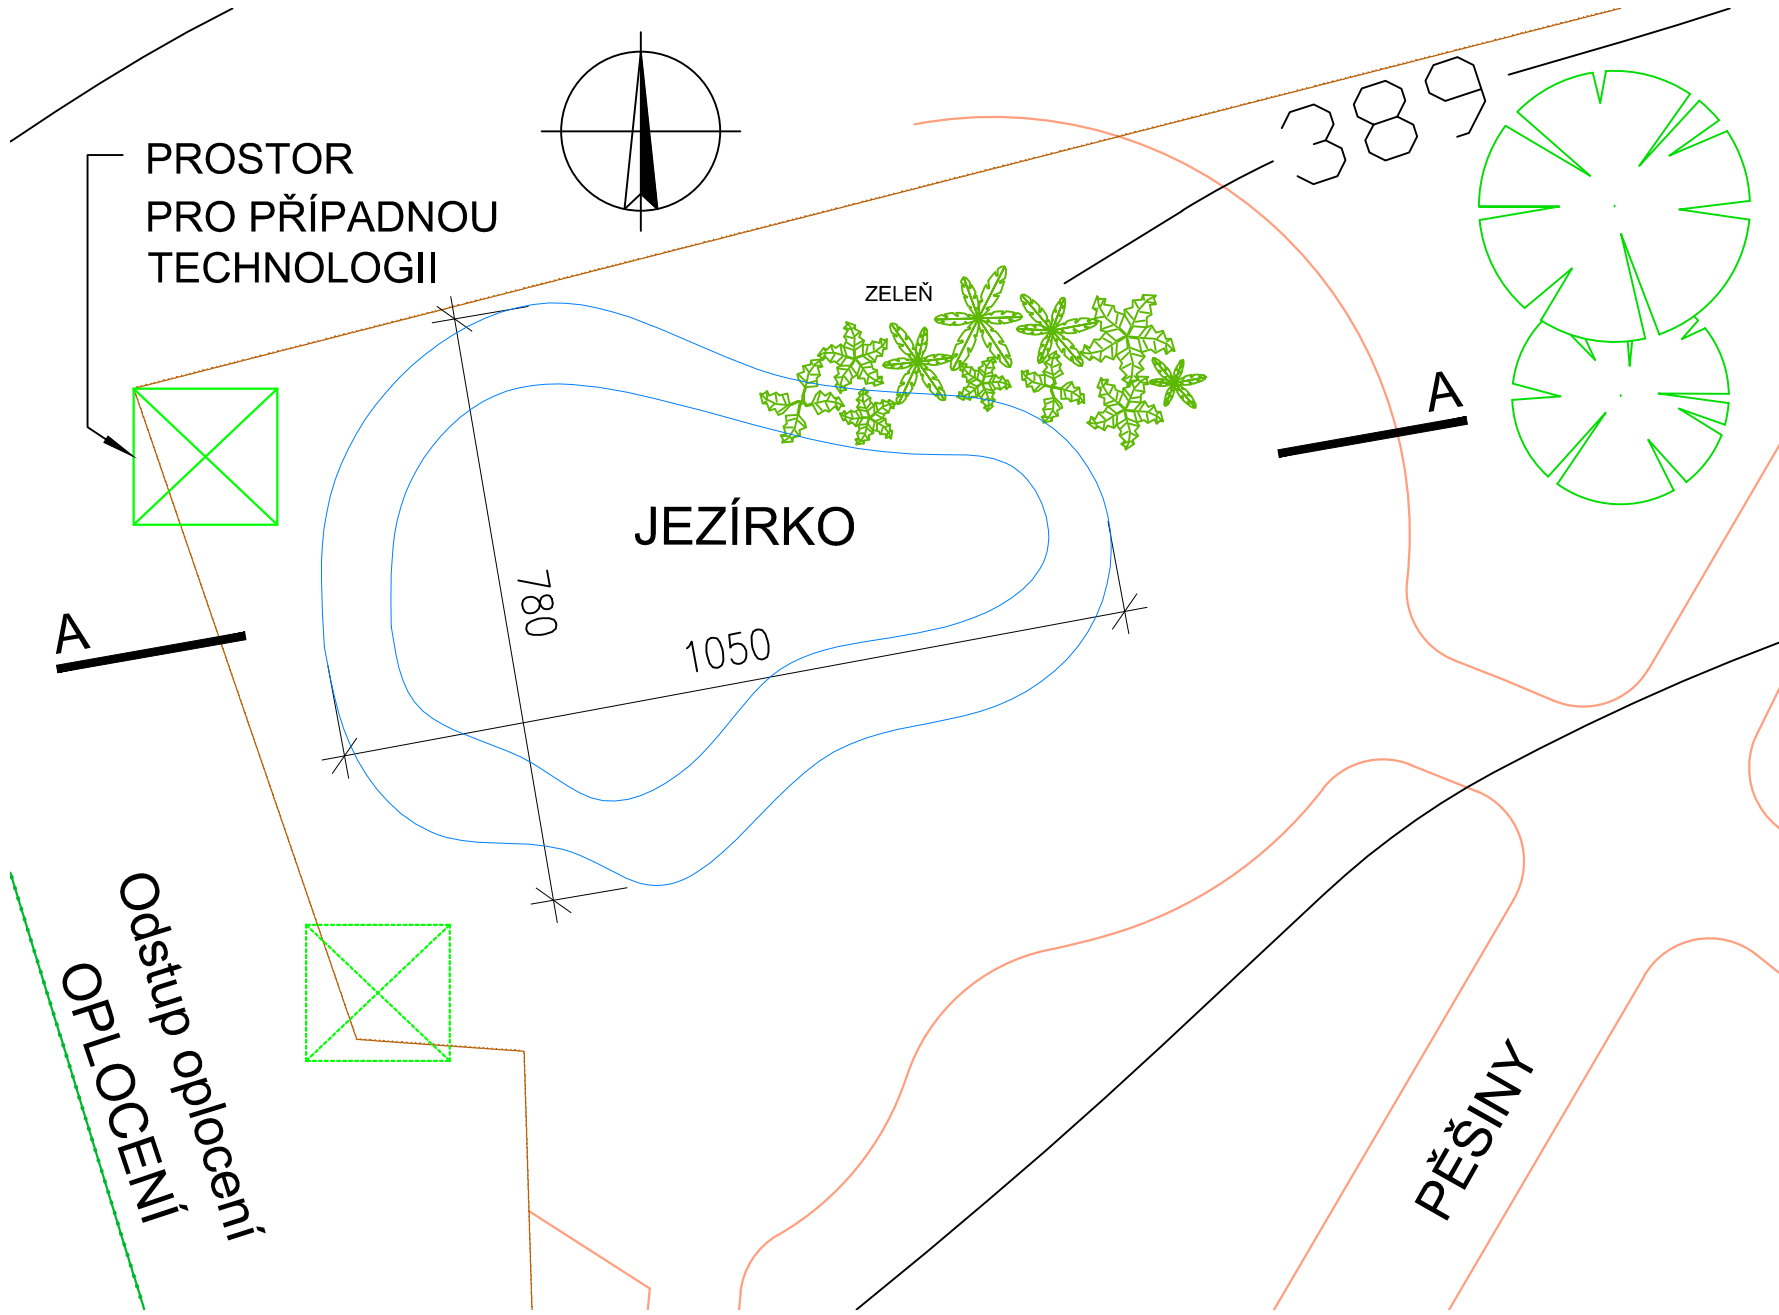 PROSTOR
PRO PŘÍPADNOU
TECHNOLOGII
389
ZELEŇ
A
JEZÍRKO
780
1050
A
Odstup oplocení
OPLOCENÍ
PĚŠINY